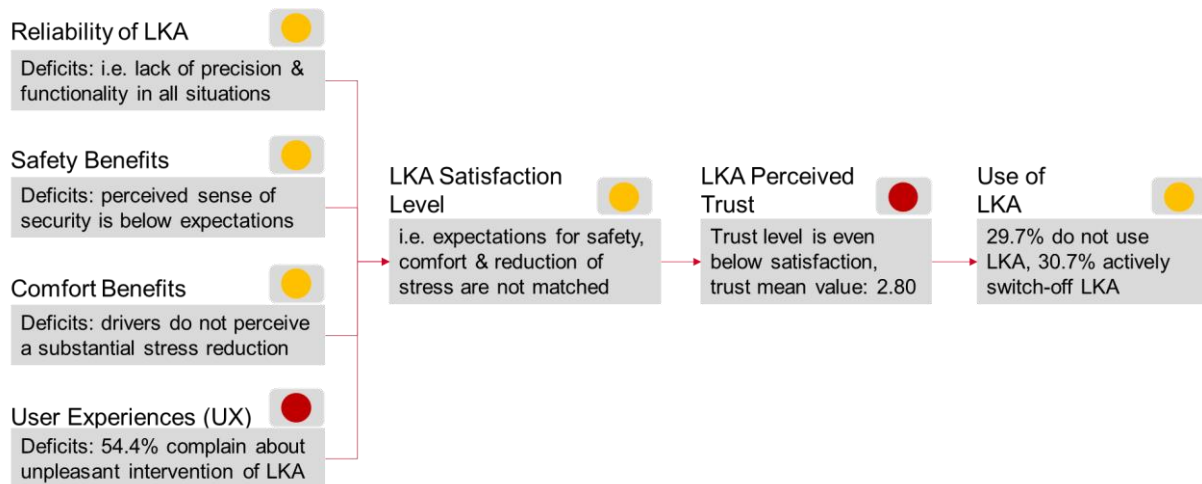 Reliability of LKA
Deficits: i.e. lack of precision &
functionality in all situations
Safety Benefits
Deficits: perceived sense of
security is below expectations
Comfort Benefits
Deficits: drivers do not perceive
a substantial stress reduction
User Experiences (UX)
Deficits: 54.4% complain about
unpleasant intervention of LKA
LKA Satisfaction
Level
i.e. expectations for safety,
comfort & reduction of
stress are not matched
LKA Perceived
Trust
Trust level is even
below satisfaction,
trust mean value: 2.80
Use of
LKA
29.7% do not use
LKA, 30.7% actively
switch-off LKA